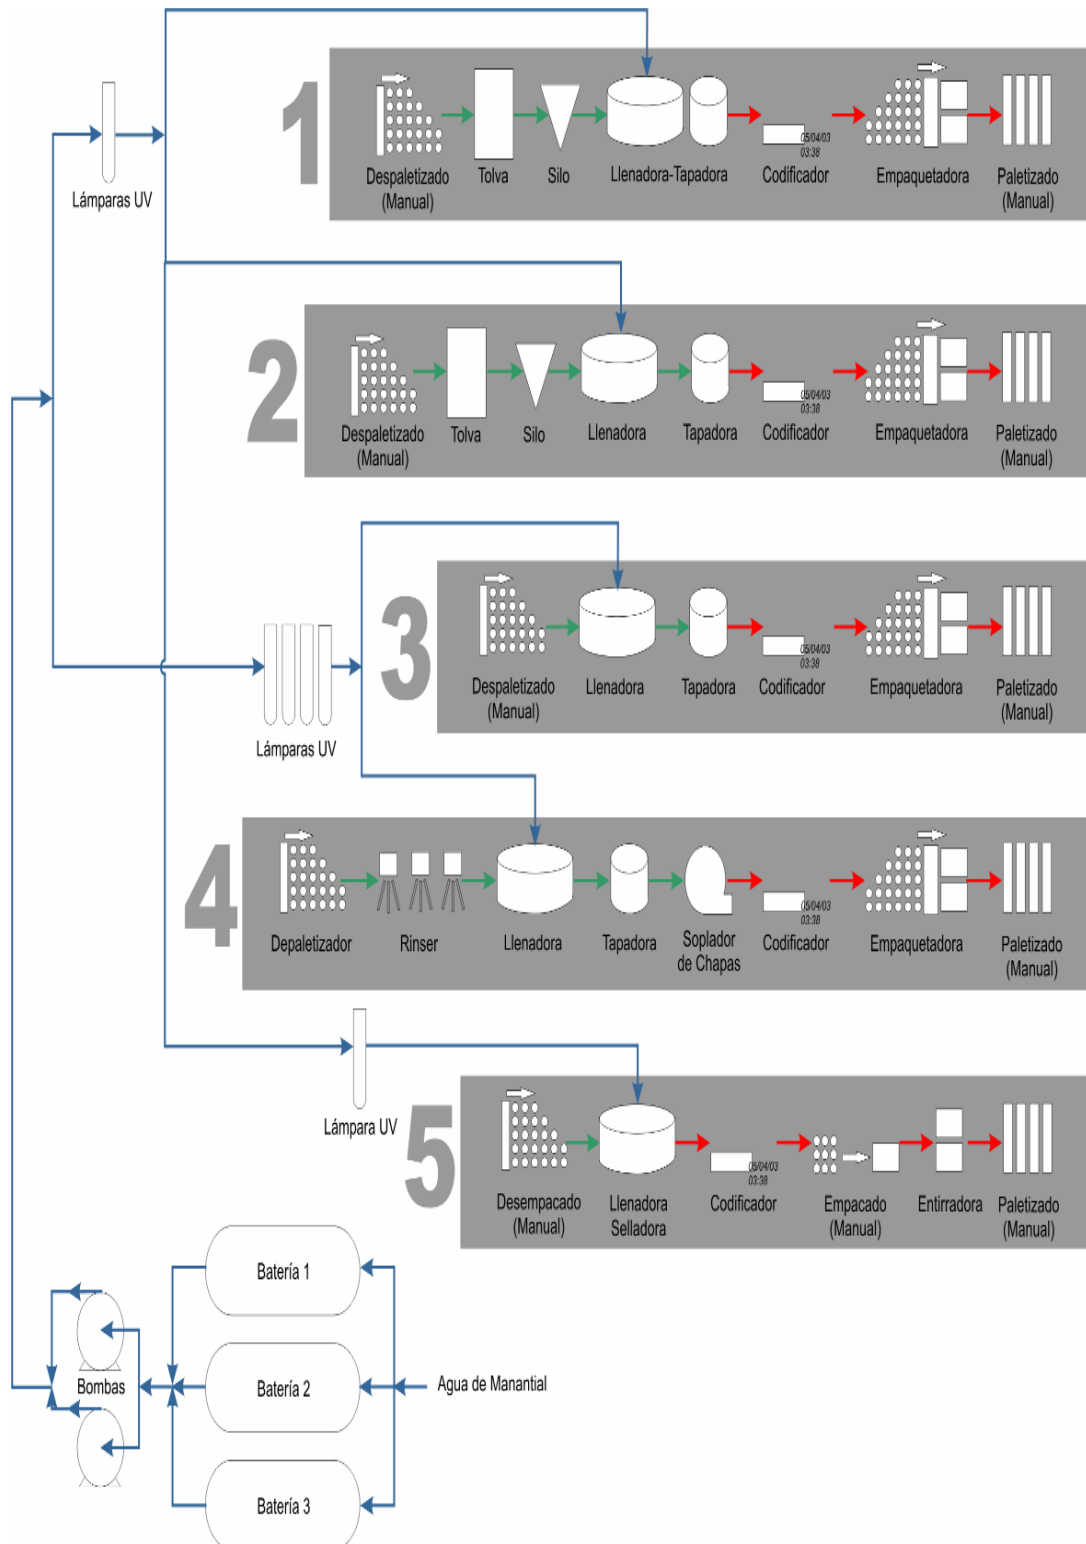 1
Despaletizado
(Manual)
Tolva
Silo
Llenadora-Tapadora
05/04/03
03:38
Codificador
Empaquetadora
Paletizado
(Manual)
Lámparas UV
2
Despaletizado
(Manual)
Tolva
Silo
Llenadora
Tapadora
05/04/03
03:38
Codificador
Empaquetadora
Paletizado
(Manual)
3
Despaletizado
(Manual)
Llenadora
Tapadora
05/04/03
03:38
Codificador
Empaquetadora
Paletizado
(Manual)
Lámparas UV
4
Depaletizador
Rinser
Llenadora
Tapadora
Soplador
de Chapas
05/04/03
03:38
Codificador
Empaquetadora
Paletizado
(Manual)
Lámpara UV
5
Desempacado
(Manual)
Llenadora
Selladora
05/04/03
03:38
Codificador
Empacado
(Manual)
Entirradora
Paletizado
(Manual)
Batería 1
Bombas
Batería 2
Agua de Manantial
Batería 3